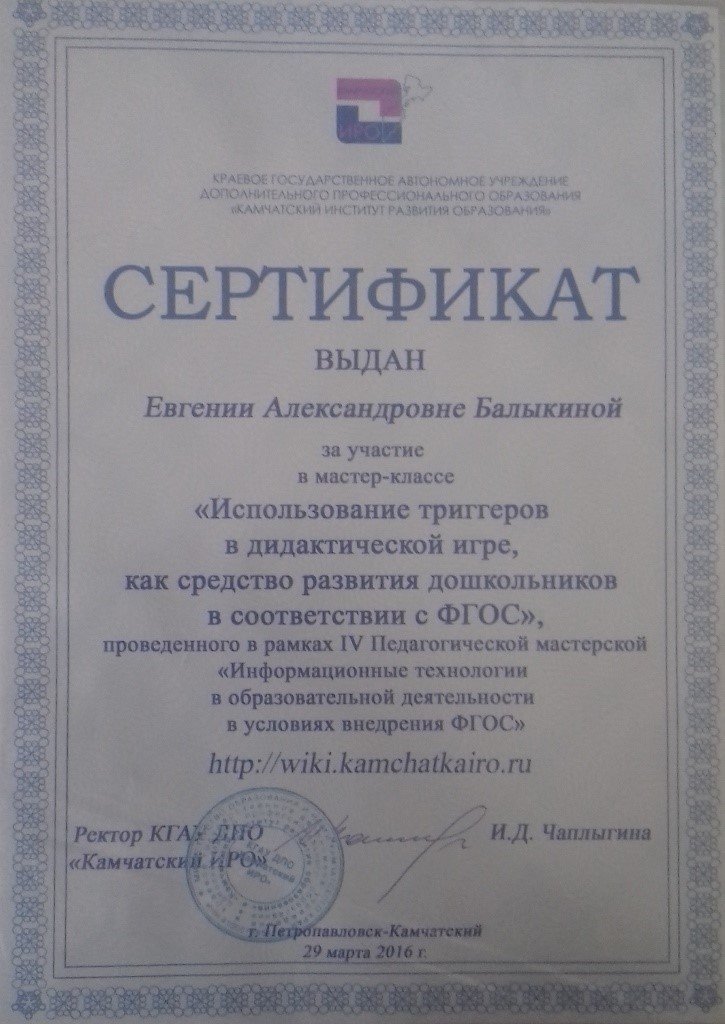 КАМЧАТСКИЙ
ИРО
КРАЕВОЕ ГОСУДАРСТВЕННОЕ АВТОНОМНОЕ УЧРЕЖДЕНИЕ
ДОПОЛНИТЕЛЬНОГО ПРОФЕССИОНАЛЬНОГО ОБРАЗОВАНИЯ
«КАМЧАТСКИЙ ИНСТИТУТ РАЗВИТИЯ ОБРАЗОВАНИЯ»
СЕРТИФИКАТ
ВЫДАН
Евгении Александровне Балыкиной
за участие
в мастер-классе
«Использование триггеров
в дидактической игре,
как средство развития дошкольников
в соответствии с ФГОС»,
проведенного в рамках IV Педагогической мастерской
«Информационные технологии
в образовательной деятельности
в условиях внедрения ФГОС»
http://wiki.kamchatkairo.ru
Ректор КГАУ ДПО
«Камчатский ИРО»
И.Д. Чаплыгина
КГАУ ДПО
г. Петропавловск-Камчатский
29 марта 2016 г.